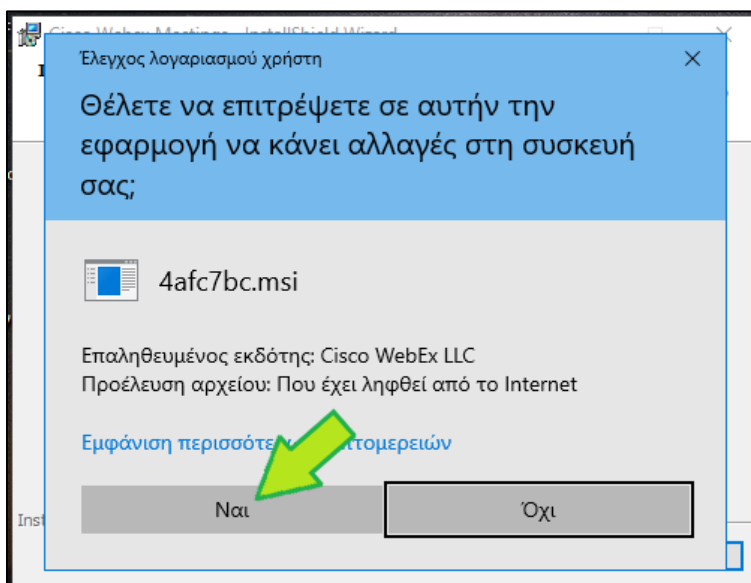 Έλεγχος λογαριασμού χρήστη
Θέλετε να επιτρέψετε σε αυτήν την
εφαρμογή να κάνει αλλαγές στη συσκευή
σας;
4afc7bc.msi
Επαληθευμένος εκδότης: Cisco WebEx LLC
Προέλευση αρχείου: Που έχει ληφθεί από το Internet
Εμφάνιση
Ναι
Όχι